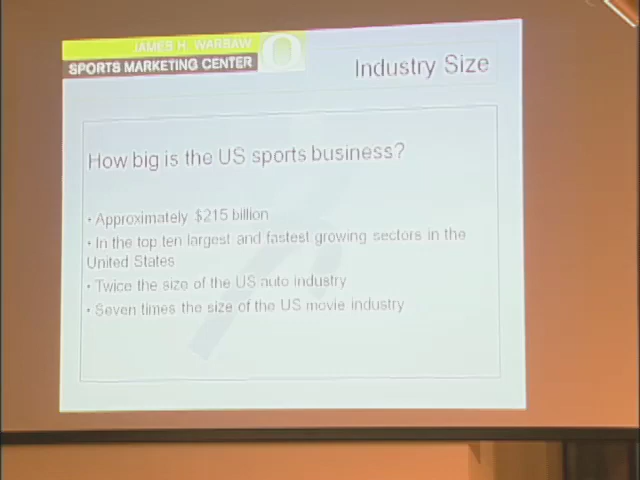 JAMES H. WARSAW
SPORTS MARKETING CENTER
O
Industry Size
How big is the US sports business?
• Approximately $215 billion
• In the top ten largest and fastest growing sectors in the
United States
• Twice the size of the US auto industry
• Seven times the size of the US movie industry